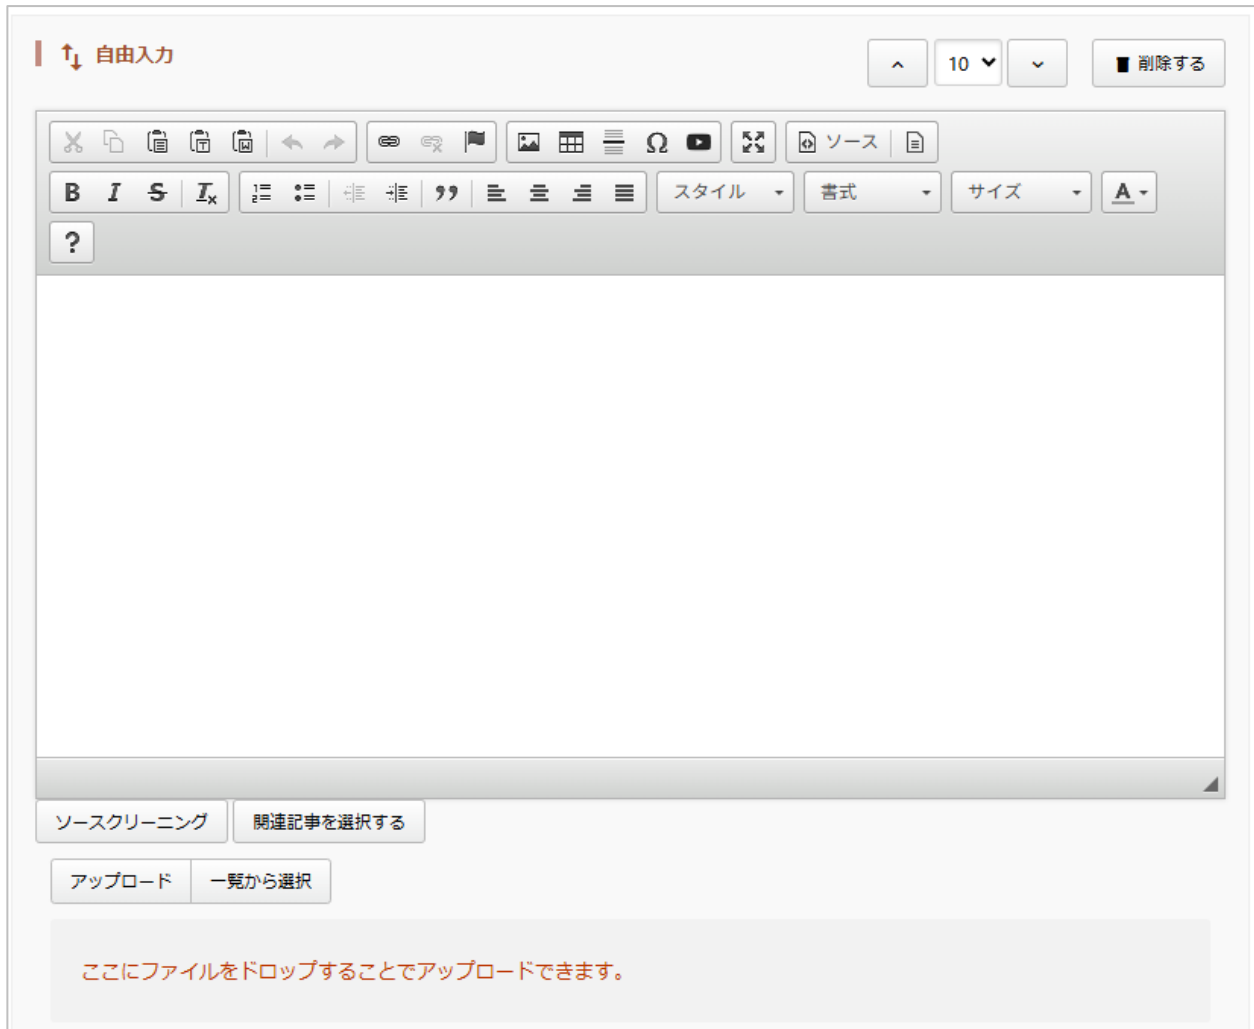 自由入力
10
削除する
ソース
B I S Ix
スタイル
書式
サイズ
A
?
ソースクリーニング
関連記事を選択する
アップロード
一覧から選択
ここにファイルをドロップすることでアップロードできます。